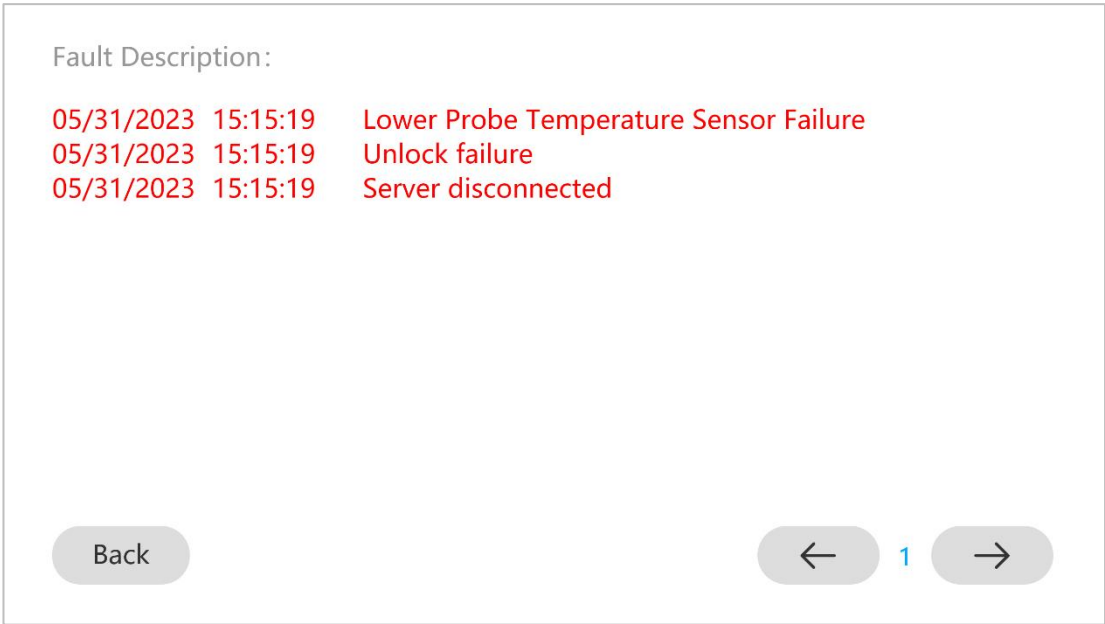 Fault Description:
05/31/2023 15:15:19 Lower Probe Temperature Sensor Failure
05/31/2023 15:15:19 Unlock failure
05/31/2023 15:15:19 Server disconnected
Back ← 1 →